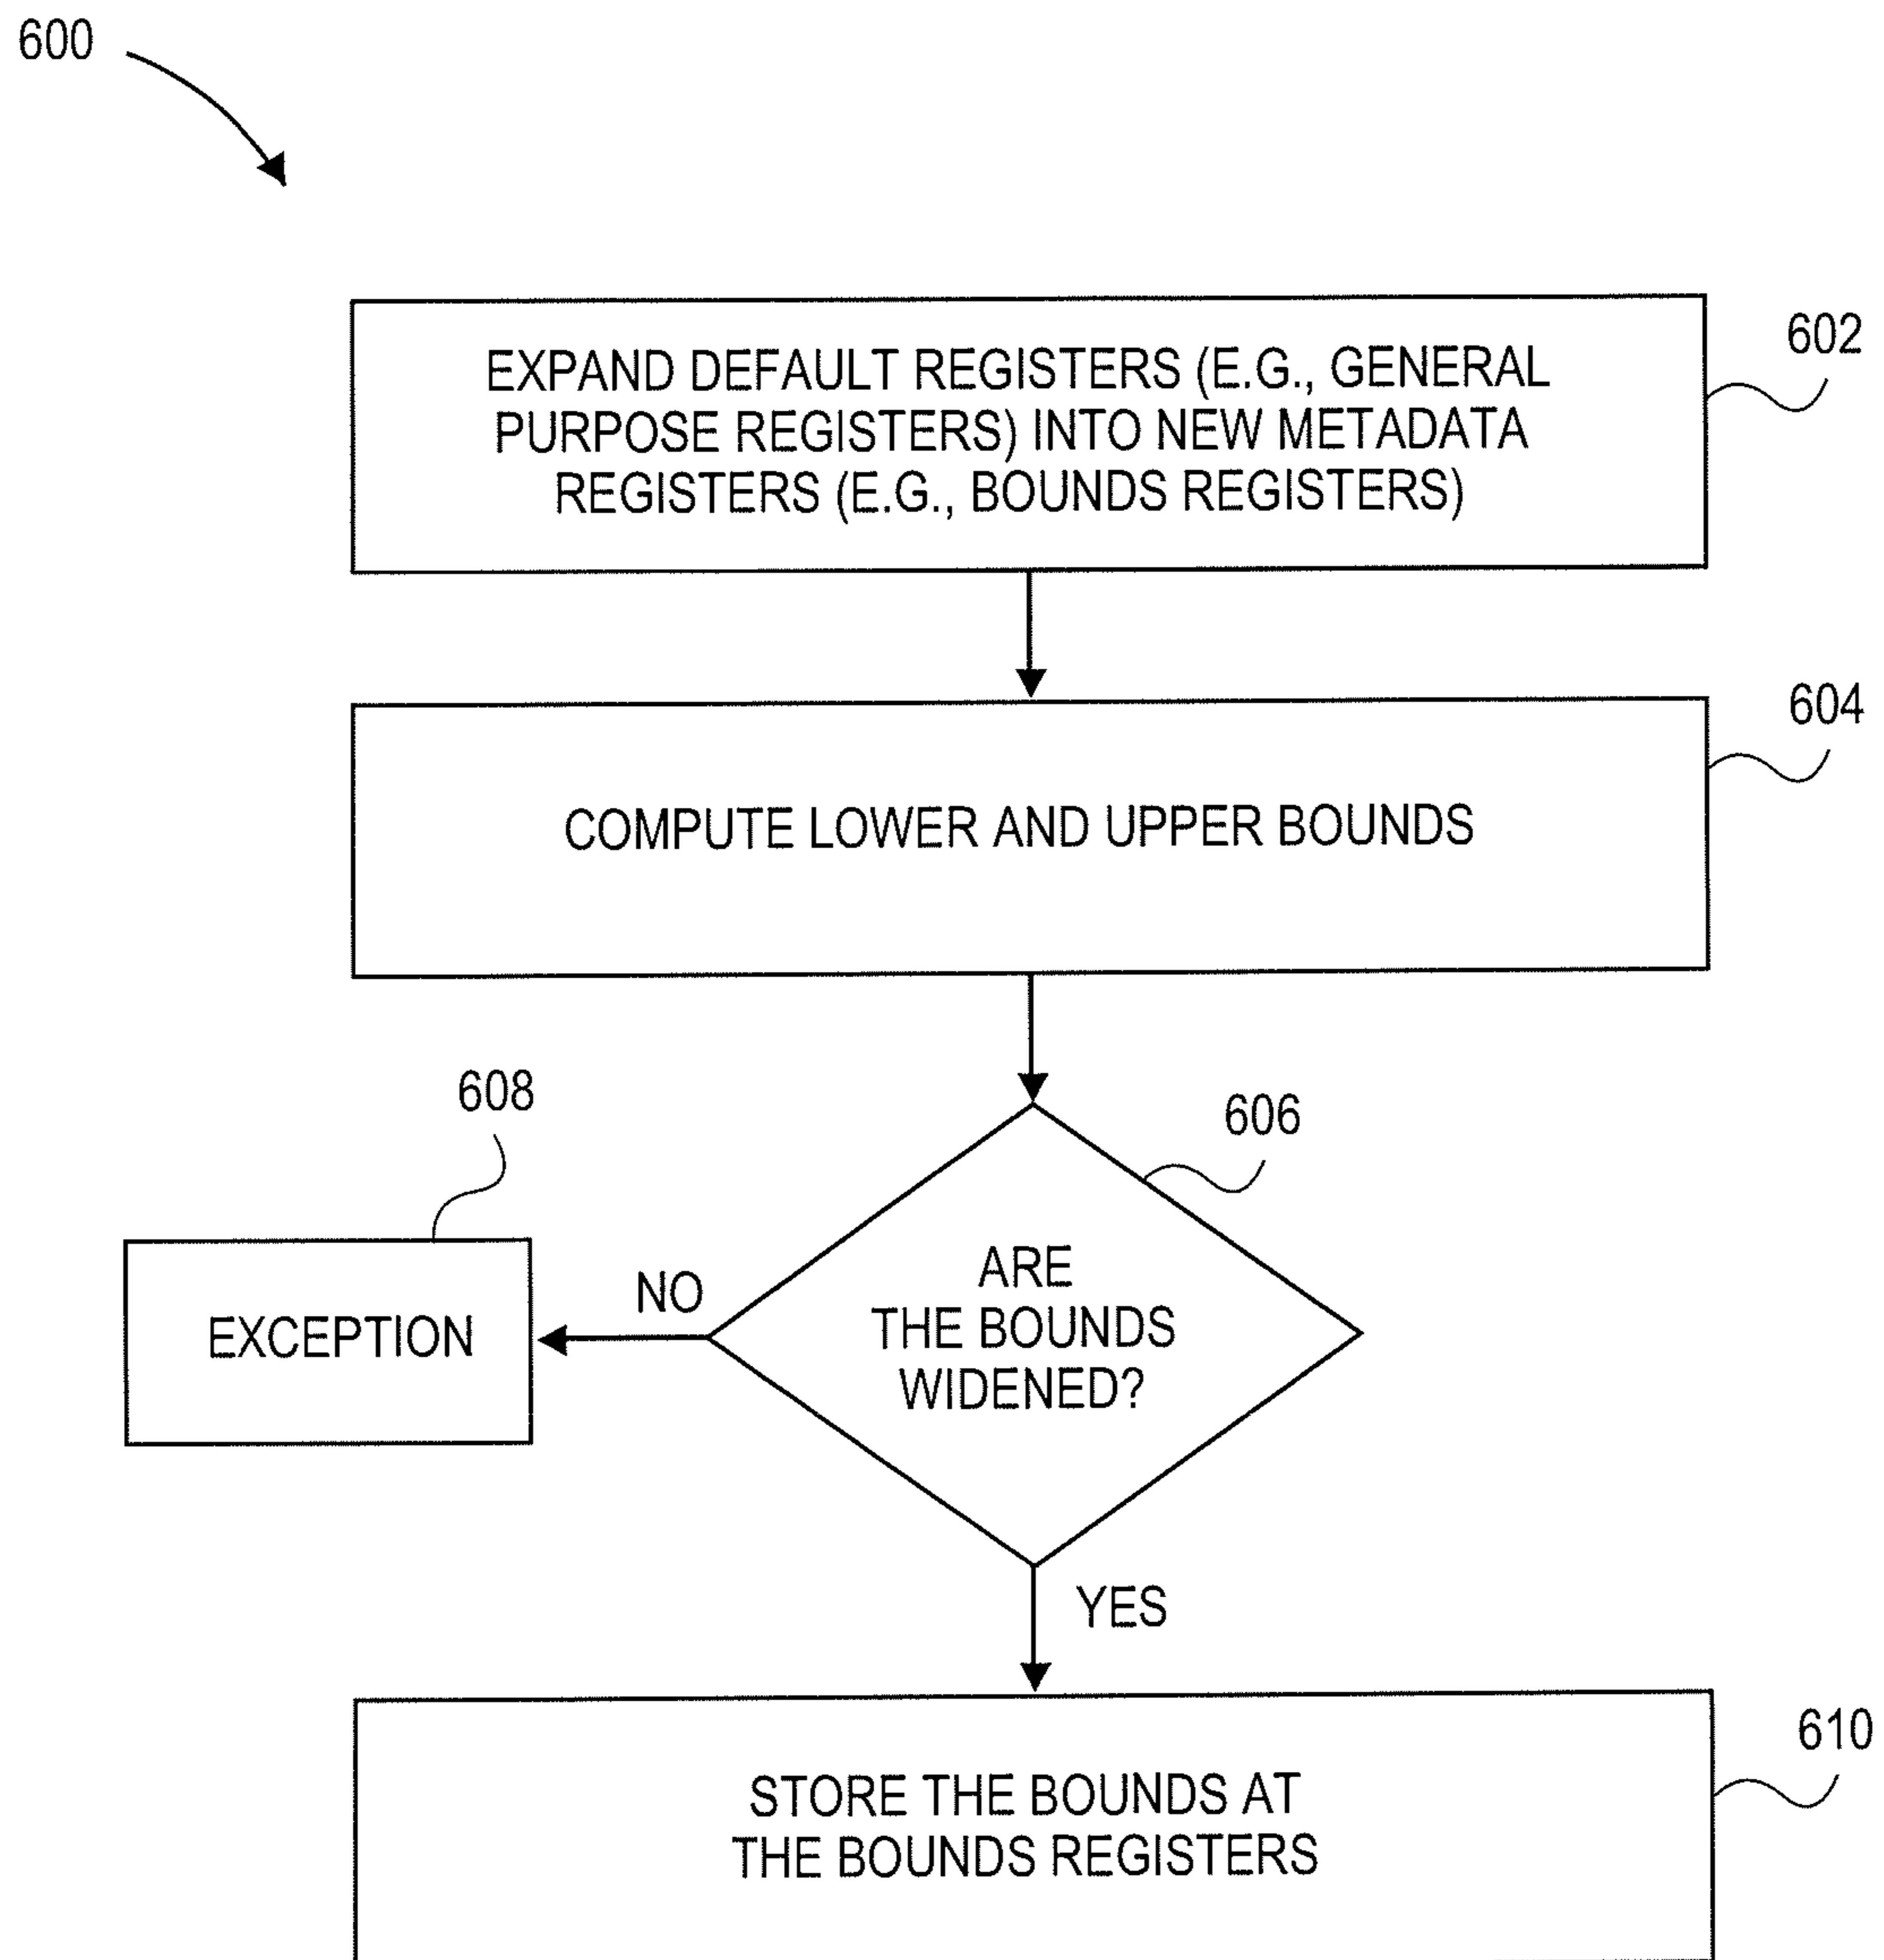 600
EXPAND DEFAULT REGISTERS (E.G., GENERAL
PURPOSE REGISTERS) INTO NEW METADATA
REGISTERS (E.G., BOUNDS REGISTERS)
602
COMPUTE LOWER AND UPPER BOUNDS
604
608
606
ARE
THE BOUNDS
WIDENED?
NO
EXCEPTION
YES
STORE THE BOUNDS AT
THE BOUNDS REGISTERS
610